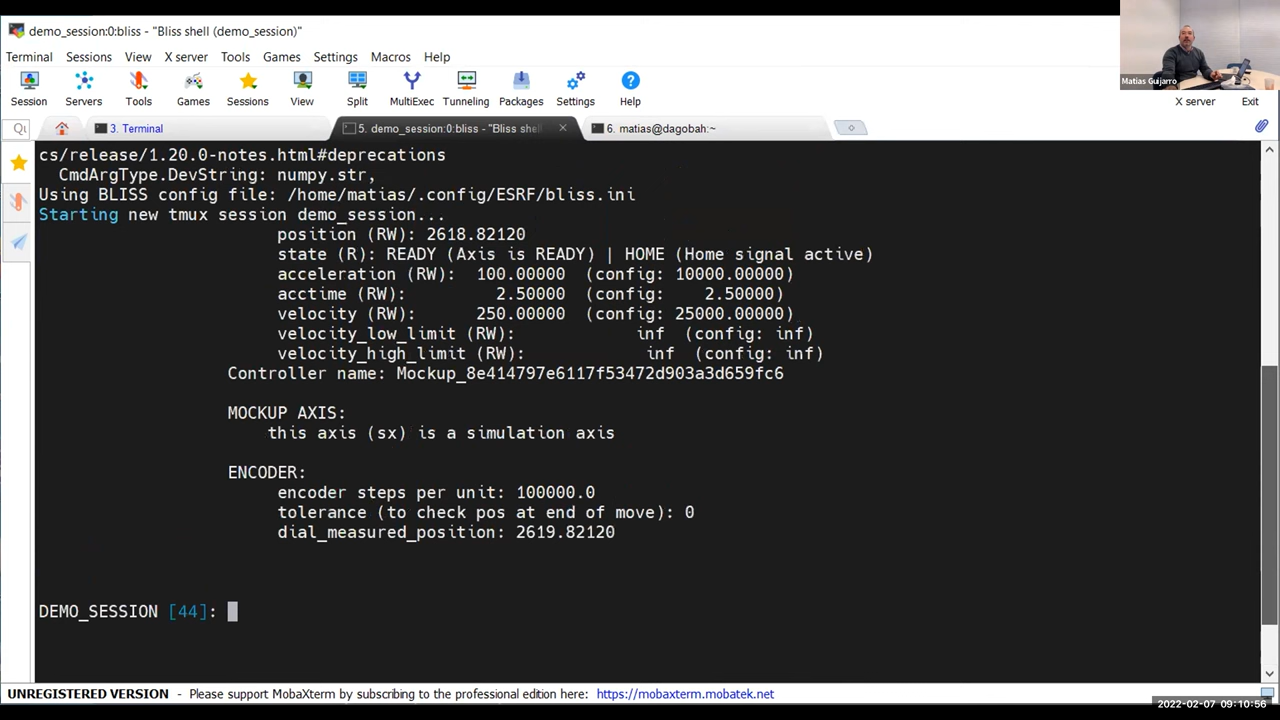 demo_session:0:bliss - "Bliss shell (demo_session)"
Terminal Sessions View X server Tools Games Settings Macros Help
Session Servers Tools Games Sessions View Split MultiExec Tunneling Packages Settings Help X server Exit
Matias Guijarro
3. Terminal
5. demo_session:0:bliss - "Bliss shell
6. matias@dagobah:~
cs/release/1.20.0-notes.html#deprecations
CmdArgType.DevString: numpy.str,
Using BLISS config file: /home/matias/.config/ESRF/bliss.ini
Starting new tmux session demo_session...
position (RW): 2618.82120
state (R): READY (Axis is READY) | HOME (Home signal active)
acceleration (RW): 100.00000 (config: 10000.00000)
acctime (RW): 2.50000 (config: 2.50000)
velocity (RW): 250.00000 (config: 25000.00000)
velocity_low_limit (RW): inf (config: inf)
velocity_high_limit (RW): inf (config: inf)
Controller name: Mockup_8e414797e6117f53472d903a3d659fc6
MOCKUP AXIS:
this axis (sx) is a simulation axis
ENCODER:
encoder steps per unit: 100000.0
tolerance (to check pos at end of move): 0
dial_measured_position: 2619.82120
DEMO_SESSION [44]:
UNREGISTERED VERSION - Please support MobaXterm by subscribing to the professional edition here: https://mobaxterm.mobatek.net
2022-02-07 09:10:56